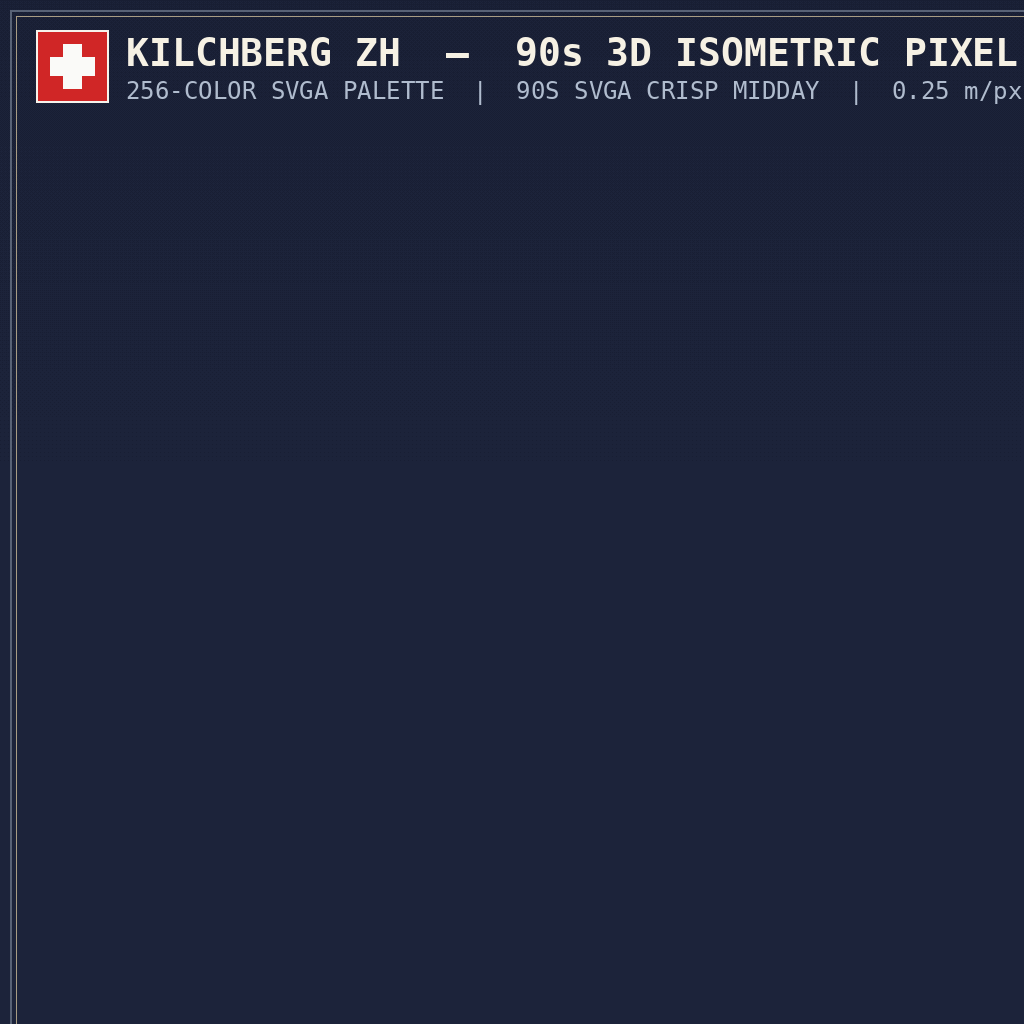 KILCHBERG ZH — 90s 3D ISOMETRIC PIXEL
256-COLOR SVGA PALETTE | 90S SVGA CRISP MIDDAY | 0.25 m/px